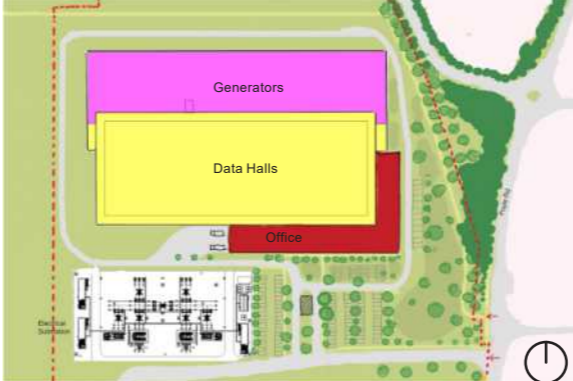 Generators
Data Halls
Office
Electrical
Substation